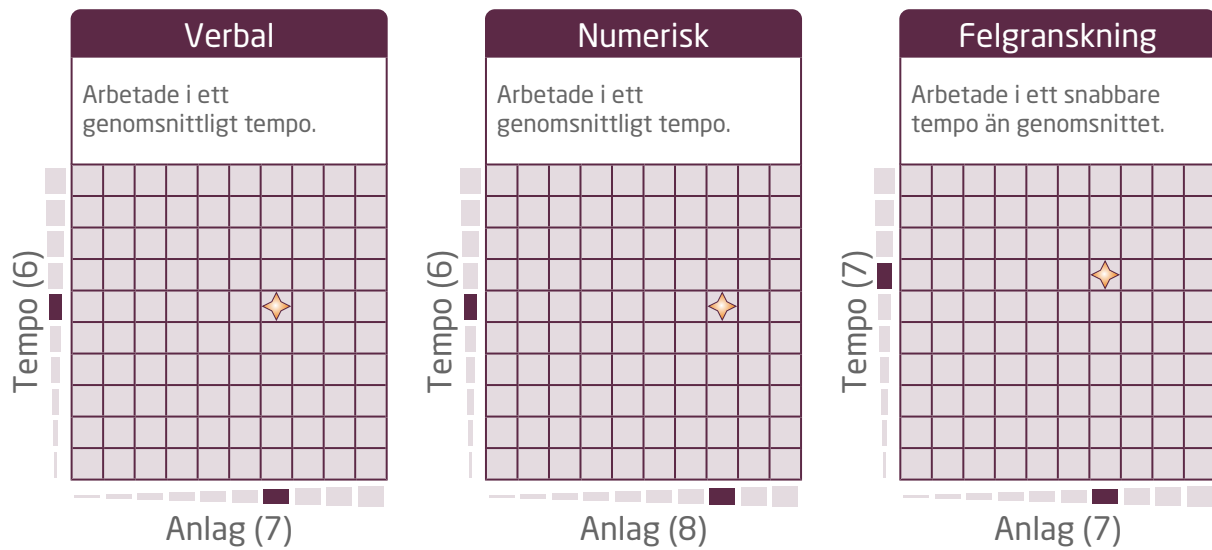 Verbal
Arbetade i ett
genomsnittligt tempo.
Tempo (6)
Anlag (7)
Numerisk
Arbetade i ett
genomsnittligt tempo.
Tempo (6)
Anlag (8)
Felgranskning
Arbetade i ett snabbare
tempo än genomsnittet.
Tempo (7)
Anlag (7)